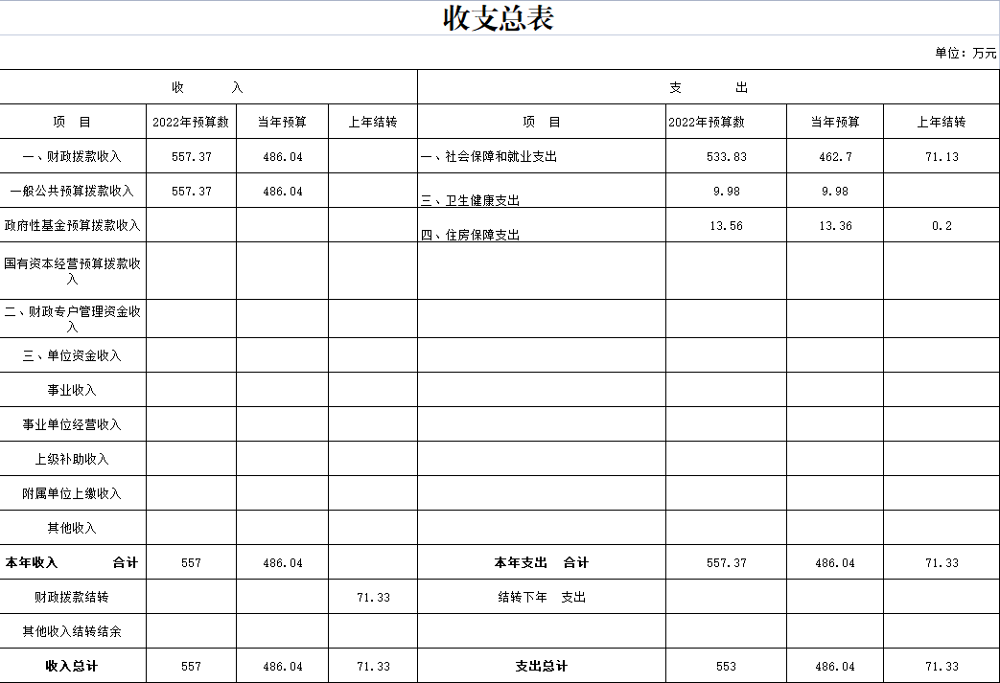 收支总表
单位：万元
收 入 支 出
项 目 2022年预算数 当年预算 上年结转 项 目 2022年预算数 当年预算 上年结转
一、财政拨款收入 557.37 486.04 一、社会保障和就业支出 533.83 462.7 71.13
一般公共预算拨款收入 557.37 486.04 三、卫生健康支出 9.98 9.98
政府性基金预算拨款收入 四、住房保障支出 13.56 13.36 0.2
国有资本经营预算拨款收
入
二、财政专户管理资金收
入
三、单位资金收入
事业收入
事业单位经营收入
上级补助收入
附属单位上缴收入
其他收入
本年收入 合计 557 486.04 本年支出 合计 557.37 486.04 71.33
财政拨款结转 71.33 结转下年 支出
其他收入结转结余
收入总计 557 486.04 71.33 支出总计 553 486.04 71.33